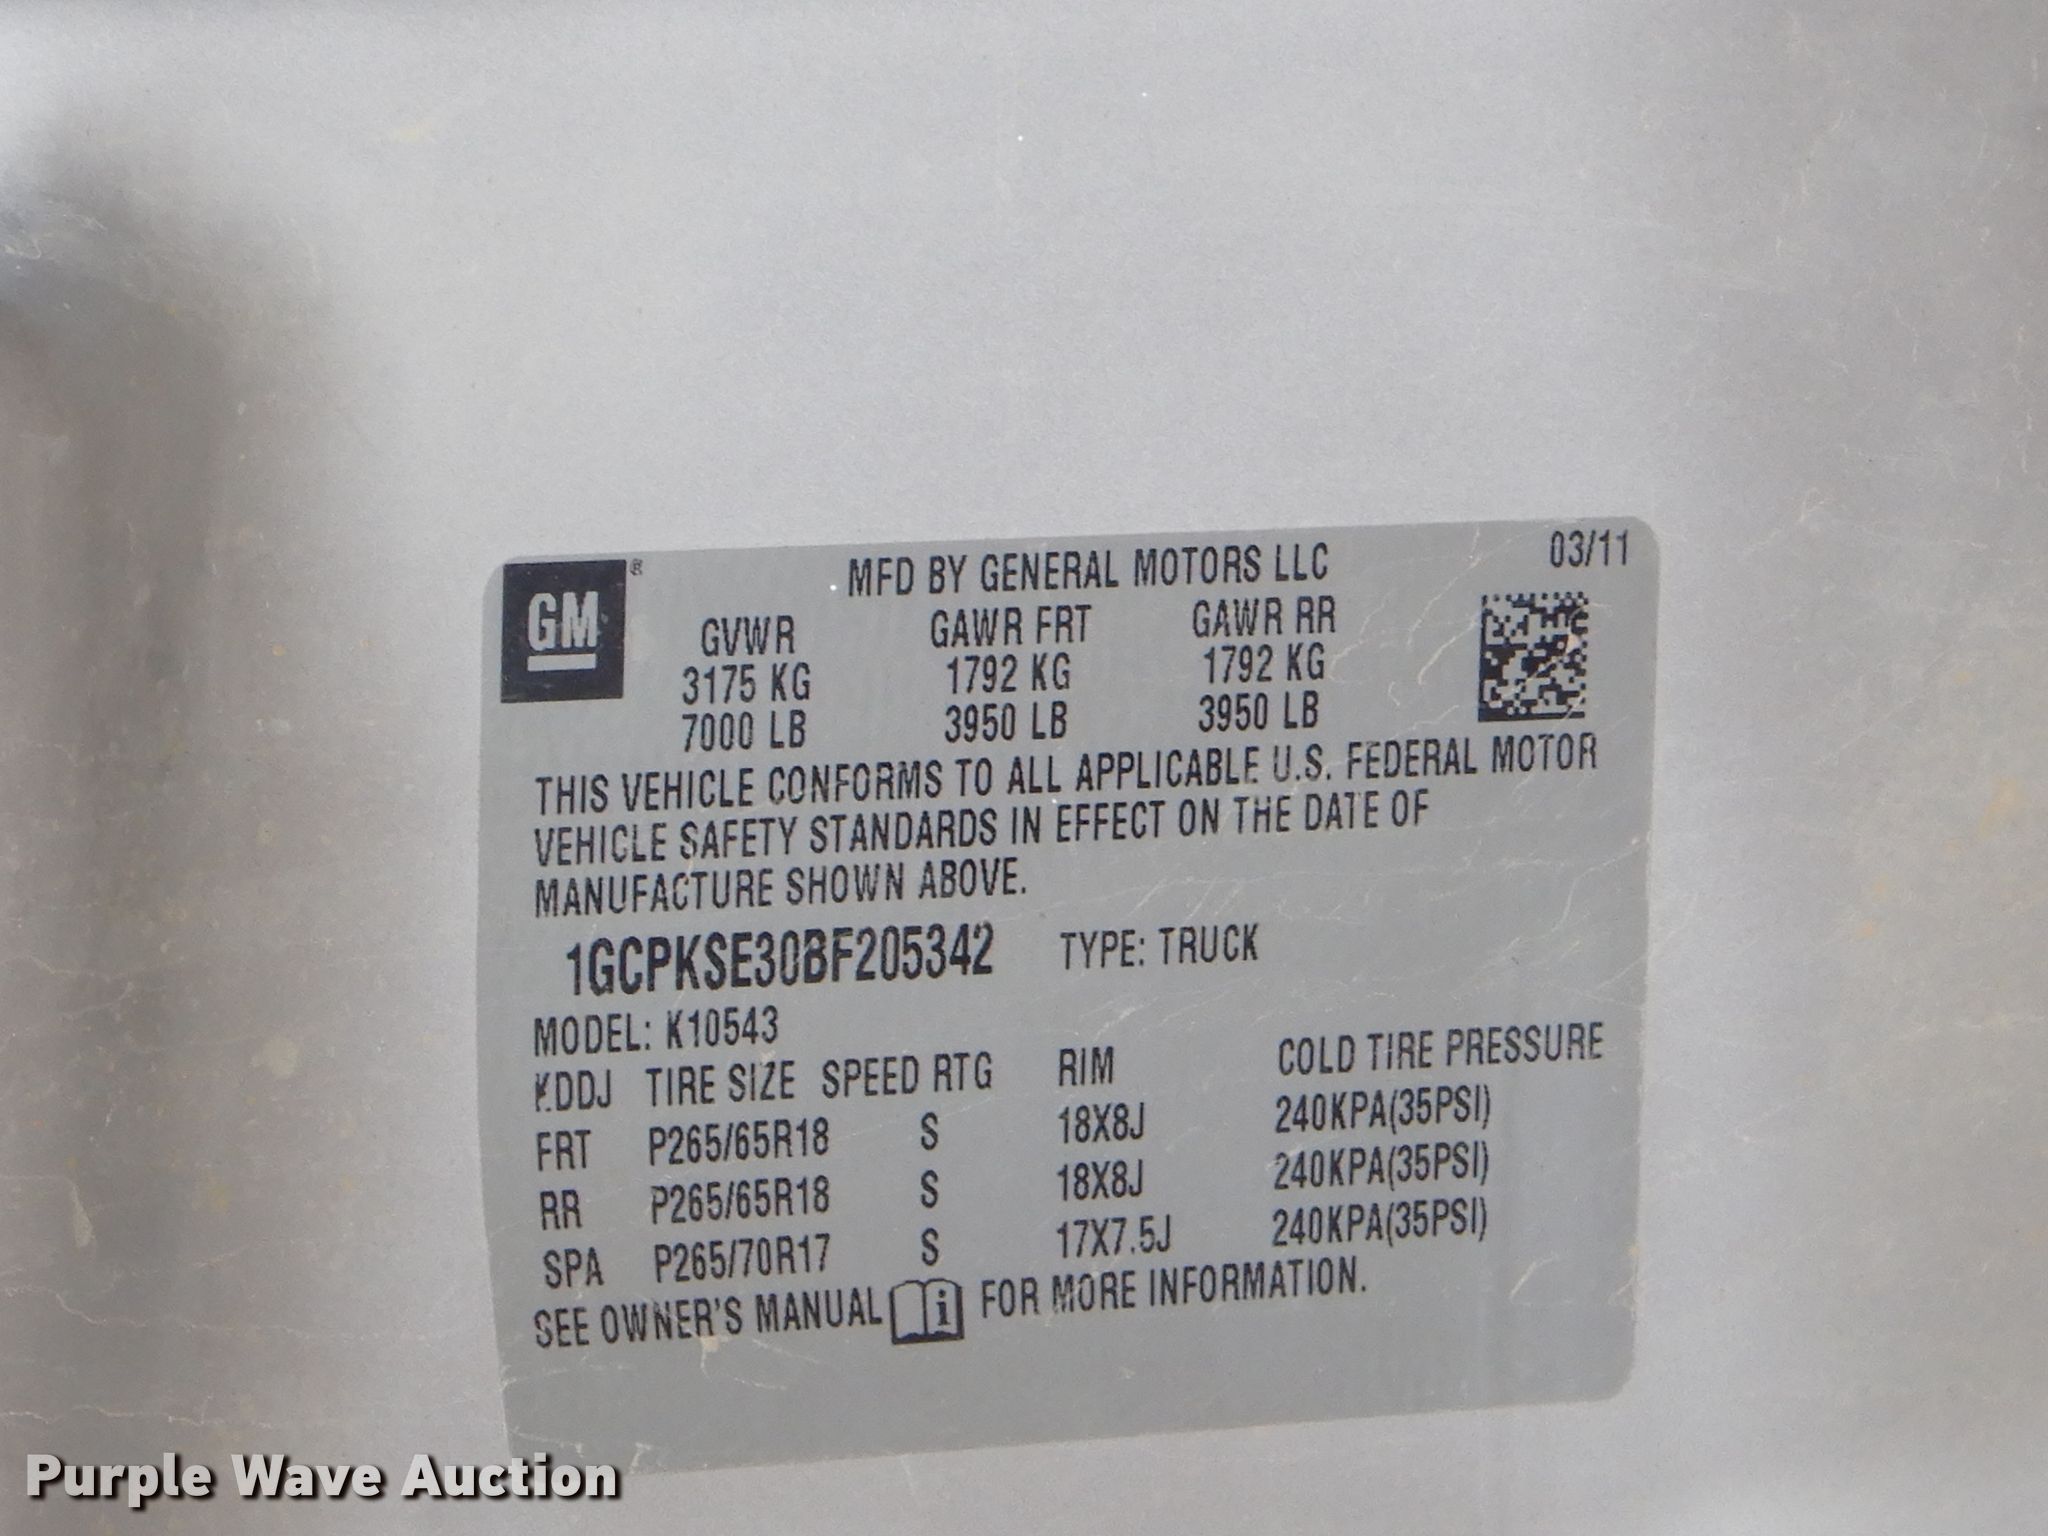 GM ®
MFD BY GENERAL MOTORS LLC 03/11
GVWR GAWR FRT GAWR RR
3175 KG 1792 KG 1792 KG
7000 LB 3950 LB 3950 LB
THIS VEHICLE CONFORMS TO ALL APPLICABLE U.S. FEDERAL MOTOR
VEHICLE SAFETY STANDARDS IN EFFECT ON THE DATE OF
MANUFACTURE SHOWN ABOVE.
1GCPKSE30BF205342 TYPE: TRUCK
MODEL: K10543
KDDJ TIRE SIZE SPEED RTG RIM COLD TIRE PRESSURE
FRT P265/65R18 S 18X8J 240KPA(35PSI)
RR P265/65R18 S 18X8J 240KPA(35PSI)
SPA P265/70R17 S 17X7.5J 240KPA(35PSI)
SEE OWNER'S MANUAL i FOR MORE INFORMATION.
Purple Wave Auction